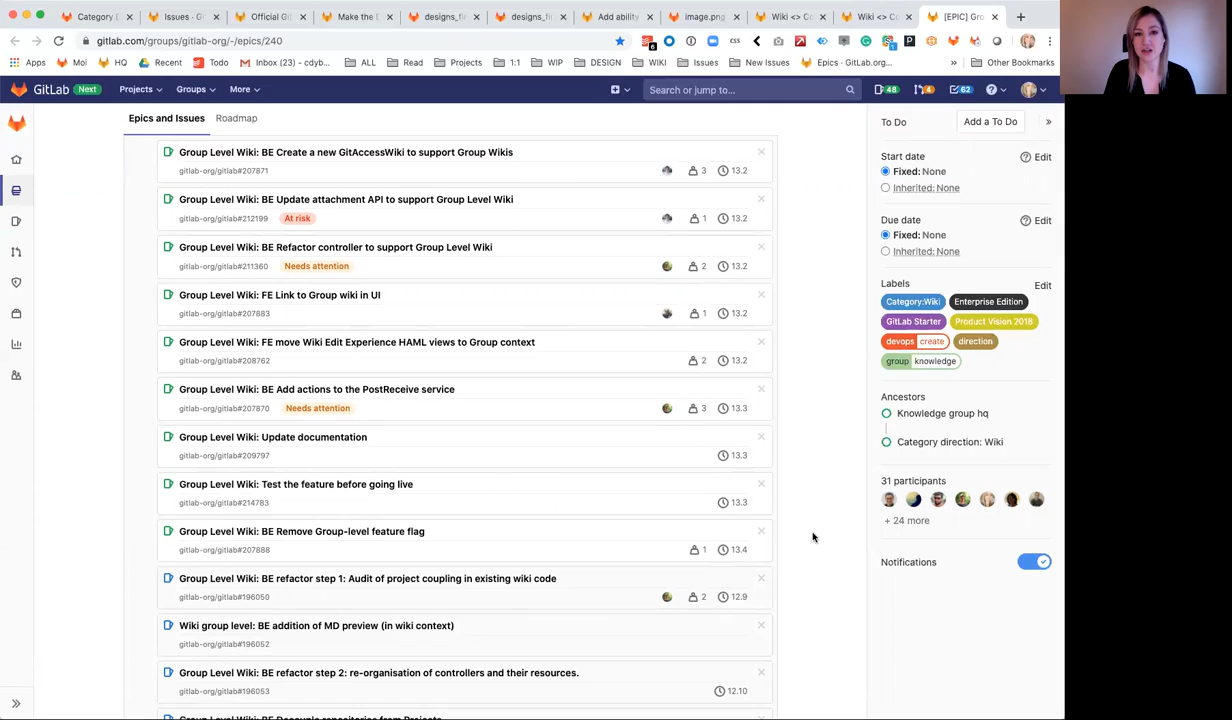 Category E
Issues · Gi
Official Gi
Make the E
designs_fi
designs_fi
Add ability
image.png
Wiki <> Co
Wiki <> Co
[EPIC] Gro
gitlab.com/groups/gitlab-org/-/epics/240
6
CSS
Apps
Moi
HQ
Recent
Todo
Inbox (23) - cdyb...
ALL
Read
Projects
1:1
WIP
DESIGN
WIKI
Issues
New Issues
Epics · GitLab.org...
»
Other Bookmarks
GitLab
Next
Projects
Groups
More
Search or jump to...
48
4
62
Epics and Issues
Roadmap
Group Level Wiki: BE Create a new GitAccessWiki to support Group Wikis
gitlab-org/gitlab#207871
3
13.2
Group Level Wiki: BE Update attachment API to support Group Level Wiki
gitlab-org/gitlab#212199
At risk
1
13.2
Group Level Wiki: BE Refactor controller to support Group Level Wiki
gitlab-org/gitlab#211360
Needs attention
2
13.2
Group Level Wiki: FE Link to Group wiki in UI
gitlab-org/gitlab#207883
1
13.2
Group Level Wiki: FE move Wiki Edit Experience HAML views to Group context
gitlab-org/gitlab#208762
2
13.2
Group Level Wiki: BE Add actions to the PostReceive service
gitlab-org/gitlab#207870
Needs attention
3
13.3
Group Level Wiki: Update documentation
gitlab-org/gitlab#209797
13.3
Group Level Wiki: Test the feature before going live
gitlab-org/gitlab#214783
13.3
Group Level Wiki: BE Remove Group-level feature flag
gitlab-org/gitlab#207888
1
13.4
Group Level Wiki: BE refactor step 1: Audit of project coupling in existing wiki code
gitlab-org/gitlab#196050
2
12.9
Wiki group level: BE addition of MD preview (in wiki context)
gitlab-org/gitlab#196052
Group Level Wiki: BE refactor step 2: re-organisation of controllers and their resources.
gitlab-org/gitlab#196053
12.10
Group Level Wiki: BE Decouple repositories from Projects
To Do
Add a To Do
»
Start date
Edit
Fixed: None
Inherited: None
Due date
Edit
Fixed: None
Inherited: None
Labels
Edit
Category:Wiki
Enterprise Edition
GitLab Starter
Product Vision 2018
devops create
direction
group knowledge
Ancestors
Knowledge group hq
Category direction: Wiki
31 participants
+ 24 more
Notifications